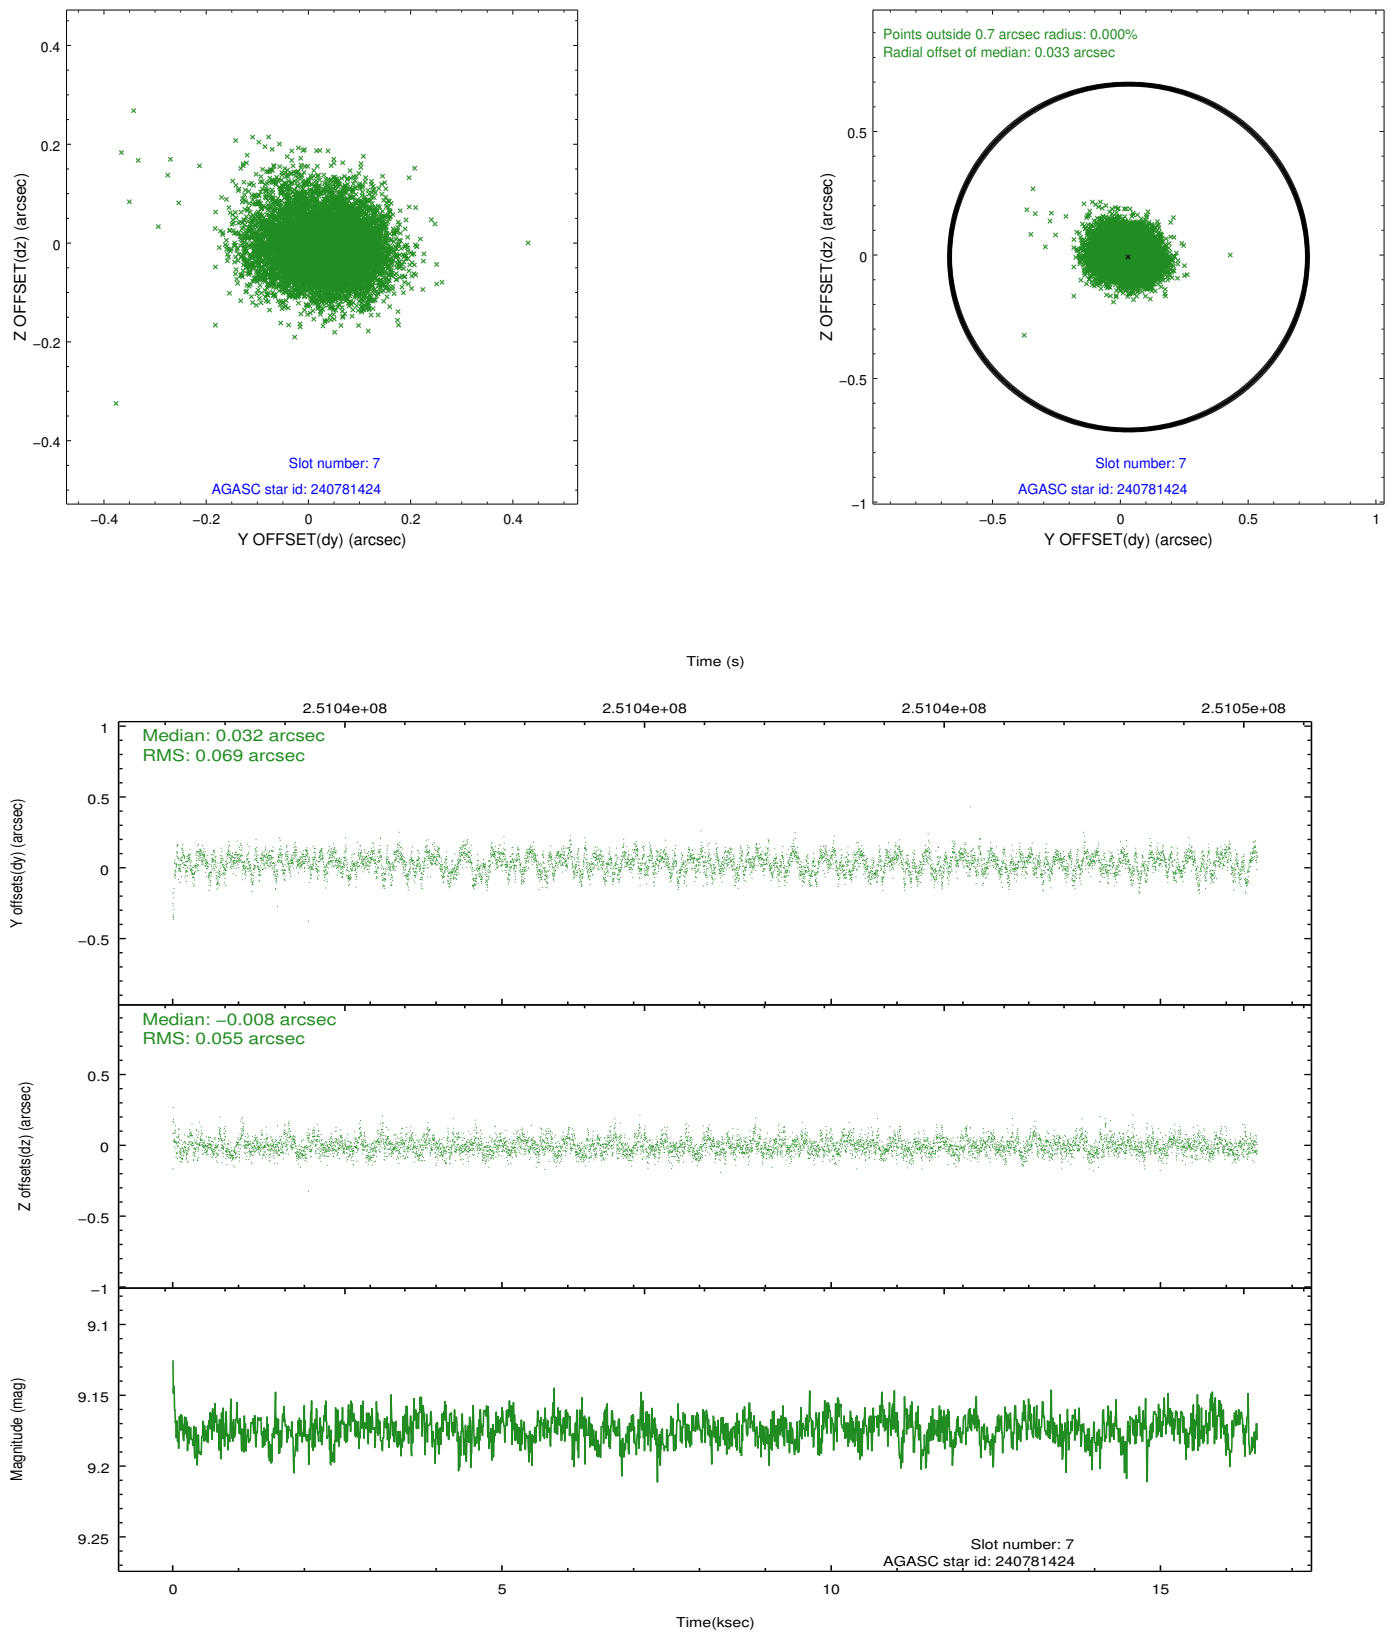 0.4
0.2
0
−0.2
−0.4
−0.4
−0.2
0
0.2
0.4
Z OFFSET(dz) (arcsec)
Y OFFSET(dy) (arcsec)
Slot number: 7
AGASC star id: 240781424
Points outside 0.7 arcsec radius: 0.000%
Radial offset of median: 0.033 arcsec
0.5
0
−0.5
−1
−0.5
0
0.5
1
Z OFFSET(dz) (arcsec)
Y OFFSET(dy) (arcsec)
Slot number: 7
AGASC star id: 240781424
Time (s)
2.5104e+08
2.5104e+08
2.5104e+08
2.5105e+08
Median: 0.032 arcsec
RMS: 0.069 arcsec
1
0.5
0
−0.5
Y offsets(dy) (arcsec)
Median: −0.008 arcsec
RMS: 0.055 arcsec
0.5
0
−0.5
−1
Z offsets(dz) (arcsec)
9.1
9.15
9.2
9.25
Magnitude (mag)
Slot number: 7
AGASC star id: 240781424
0
5
10
15
Time(ksec)